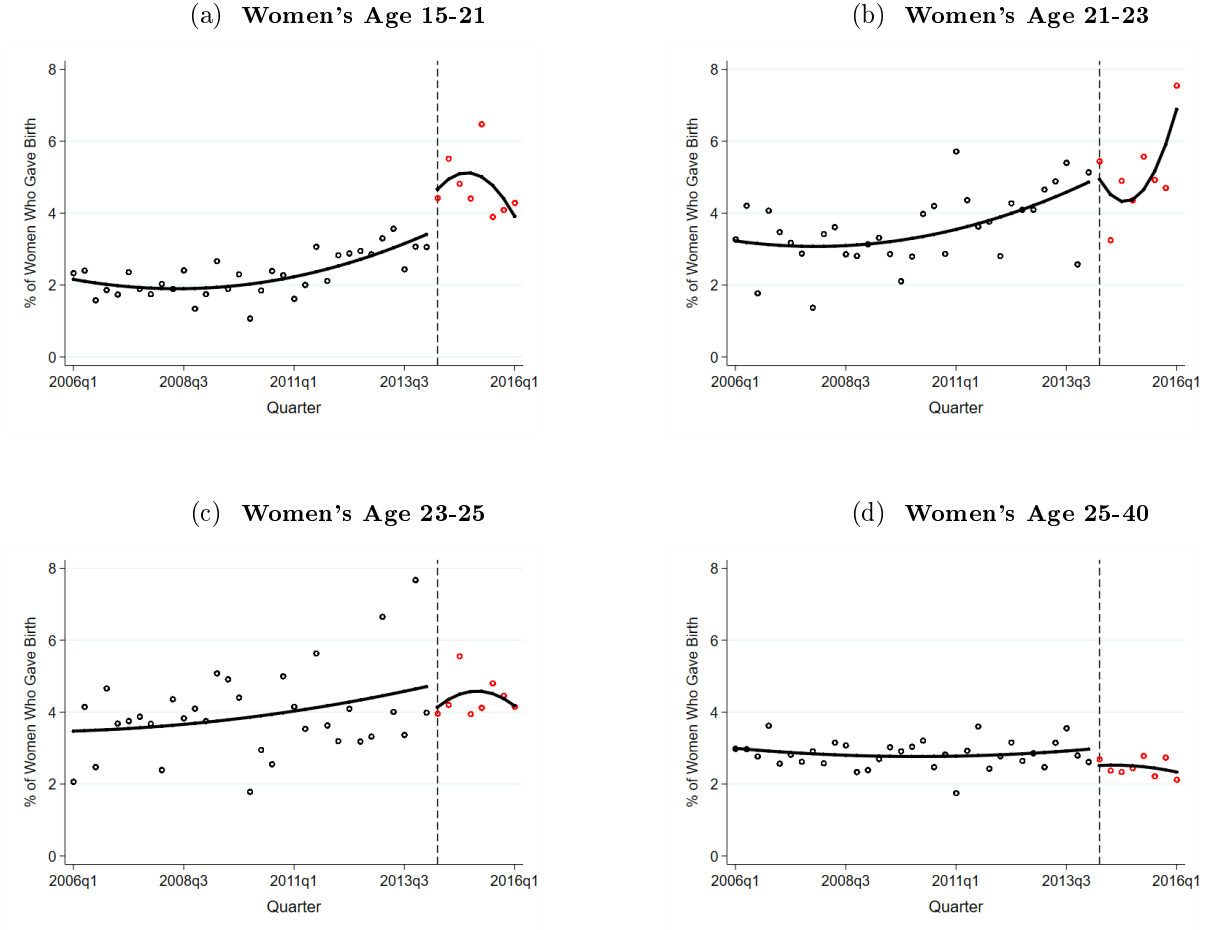 (a) Women's Age 15-21
% of Women Who Gave Birth
8
6
4
2
0
2006q1 2008q3 2011q1 2013q3 2016q1
Quarter
(b) Women's Age 21-23
% of Women Who Gave Birth
8
6
4
2
0
2006q1 2008q3 2011q1 2013q3 2016q1
Quarter
(c) Women's Age 23-25
% of Women Who Gave Birth
8
6
4
2
0
2006q1 2008q3 2011q1 2013q3 2016q1
Quarter
(d) Women's Age 25-40
% of Women Who Gave Birth
8
6
4
2
0
2006q1 2008q3 2011q1 2013q3 2016q1
Quarter